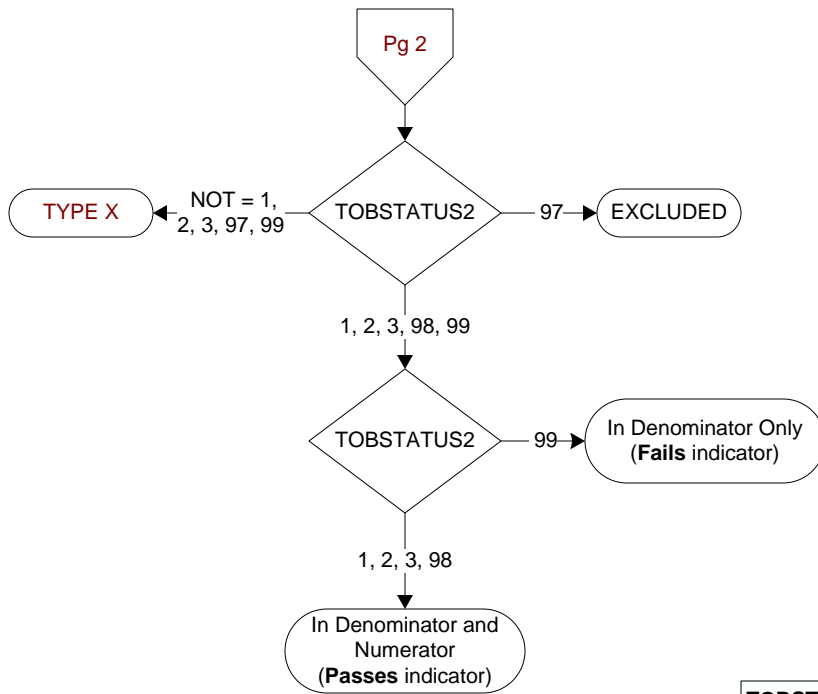 Pg 2
NOT = 1,
2, 3, 97, 99
TYPE X
TOBSTATUS2
97
EXCLUDED
1, 2, 3, 98, 99
TOBSTATUS2
99
In Denominator Only
(Fails indicator)
1, 2, 3, 98
In Denominator and
Numerator
(Passes indicator)